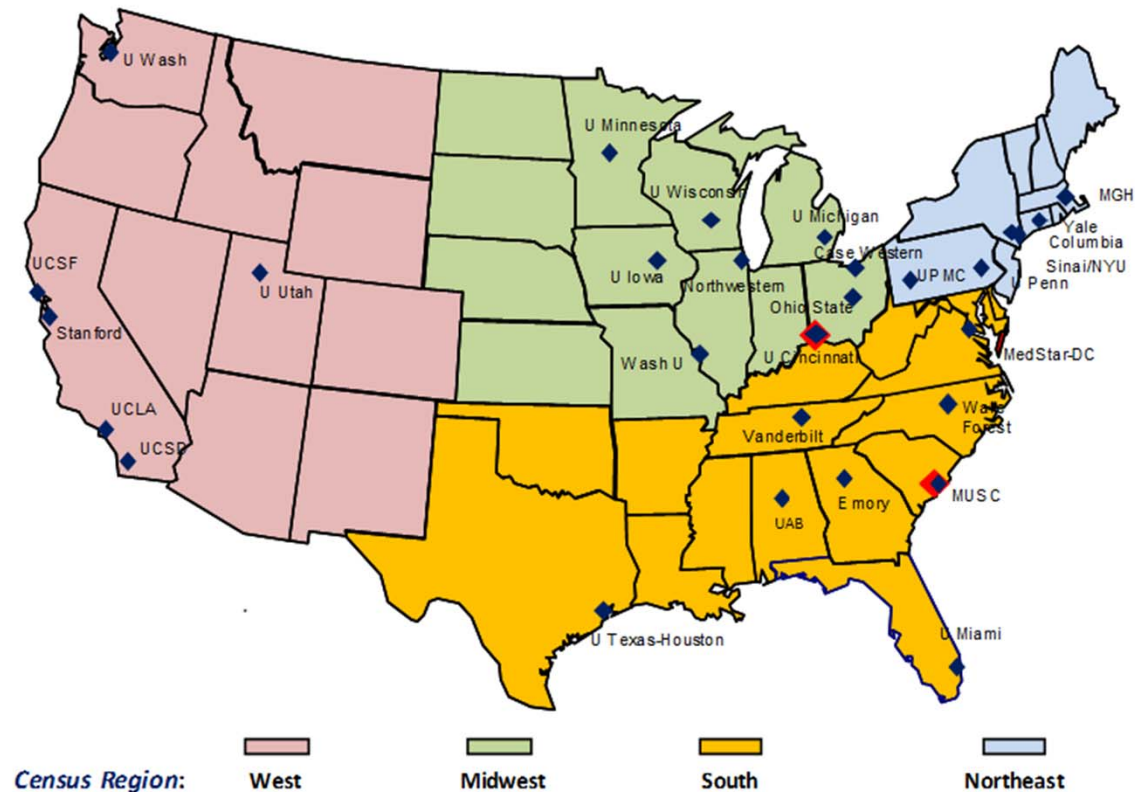 U Wash
U Minnesota
U Wisconsin
U Michigan
MGH
Yale
Columbia
Sinai/NYU
Case Western
UCSF
U Utah
U Iowa
Northwestern
UPMC
U Penn
Ohio State
Stanford
U Cincinnati
MedStar-DC
Wash U
UCLA
UCSD
Vanderbilt
Wake
Forest
Emory
UAB
MUSC
U Texas-Houston
U Miami
Census Region:
West
Midwest
South
Northeast